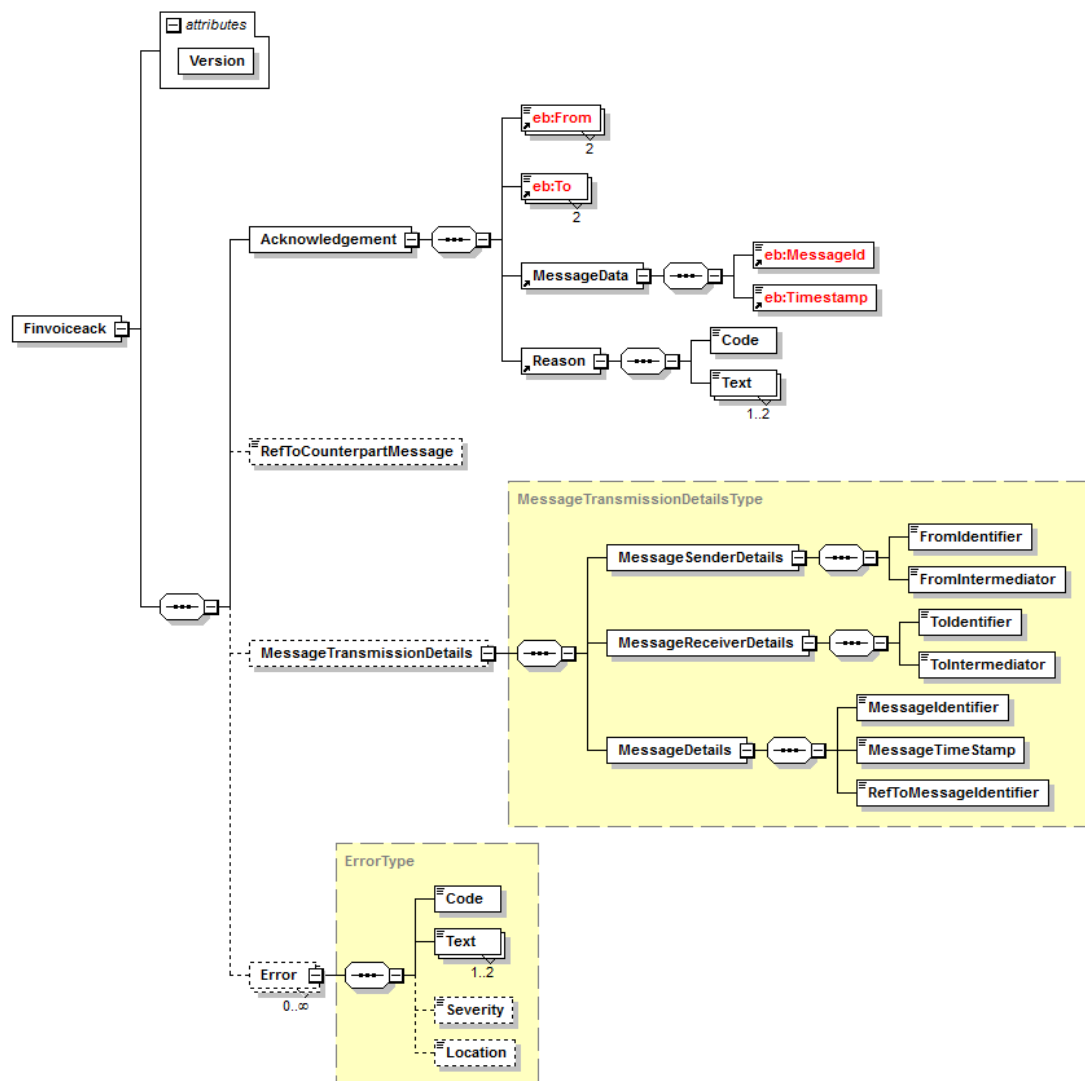 attributes
Version
eb:From
2
eb:To
2
Acknowledgement
MessageData
eb:MessageId
eb:Timestamp
Finvoiceack
Reason
Code
Text
1..2
RefToCounterpartMessage
MessageTransmissionDetailsType
MessageSenderDetails
FromIdentifier
FromIntermediator
MessageTransmissionDetails
MessageReceiverDetails
ToIdentifier
ToIntermediator
MessageDetails
MessageIdentifier
MessageTimeStamp
RefToMessageIdentifier
ErrorType
Code
Text
1..2
Error
0..∞
Severity
Location